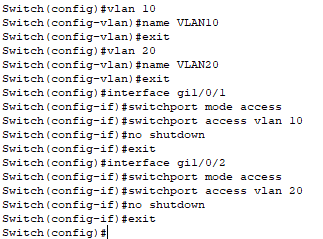 Switch(config)#vlan 10
Switch(config-vlan)#name VLAN10
Switch(config-vlan)#exit
Switch(config)#vlan 20
Switch(config-vlan)#name VLAN20
Switch(config-vlan)#exit
Switch(config)#interface gi1/0/1
Switch(config-if)#switchport mode access
Switch(config-if)#switchport access vlan 10
Switch(config-if)#no shutdown
Switch(config-if)#exit
Switch(config)#interface gi1/0/2
Switch(config-if)#switchport mode access
Switch(config-if)#switchport access vlan 20
Switch(config-if)#no shutdown
Switch(config-if)#exit
Switch(config)#